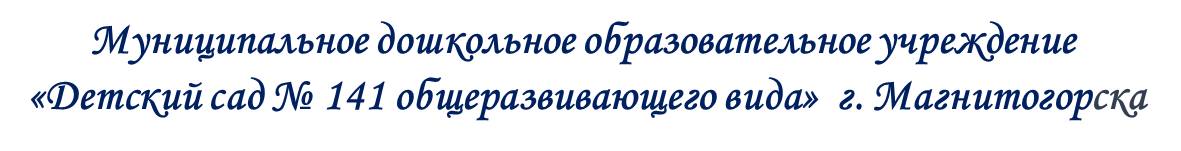 Муниципальное дошкольное образовательное учреждение
«Детский сад № 141 общеразвивающего вида» г. Магнитогорска